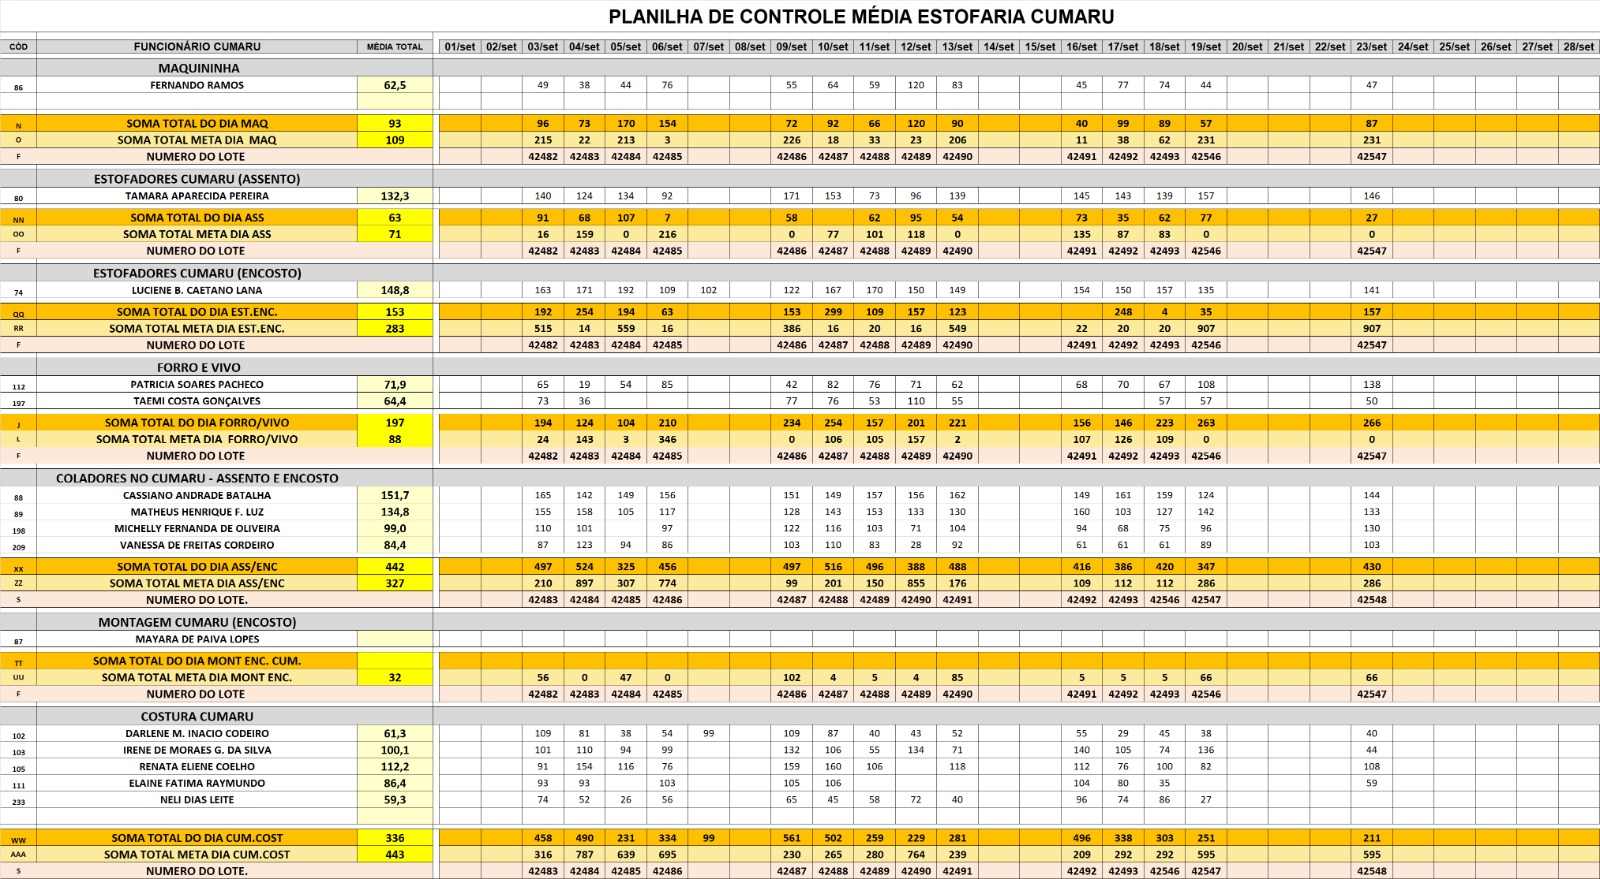 PLANILHA DE CONTROLE MÉDIA ESTOFARIA CUMARU
CÓD FUNCIONÁRIO CUMARU MÉDIA TOTAL 01/set 02/set 03/set 04/set 05/set 06/set 07/set 08/set 09/set 10/set 11/set 12/set 13/set 14/set 15/set 16/set 17/set 18/set 19/set 20/set 21/set 22/set 23/set 24/set 25/set 26/set 27/set 28/set
MAQUININHA
86 FERNANDO RAMOS 62,5 49 38 44 76 55 64 59 120 83 45 77 74 44 47
N SOMA TOTAL DO DIA MAQ 93 96 73 170 154 72 92 66 120 90 40 99 89 57 87
O SOMA TOTAL META DIA MAQ 109 215 22 213 3 226 18 33 23 206 11 38 62 231 231
F NUMERO DO LOTE 42482 42483 42484 42485 42486 42487 42488 42489 42490 42491 42492 42493 42546 42547
ESTOFADORES CUMARU (ASSENTO)
80 TAMARA APARECIDA PEREIRA 132,3 140 124 134 92 171 153 73 96 139 145 143 139 157 146
NN SOMA TOTAL DO DIA ASS 63 91 68 107 7 58 62 95 54 73 35 62 77 27
OO SOMA TOTAL META DIA ASS 71 16 159 0 216 0 77 101 118 0 135 87 83 0 0
F NUMERO DO LOTE 42482 42483 42484 42485 42486 42487 42488 42489 42490 42491 42492 42493 42546 42547
ESTOFADORES CUMARU (ENCOSTO)
74 LUCIENE B. CAETANO LANA 148,8 163 171 192 109 102 122 167 170 150 149 154 150 157 135 141
QQ SOMA TOTAL DO DIA EST.ENC. 153 192 254 194 63 153 299 109 157 123 248 4 35 157
RR SOMA TOTAL META DIA EST.ENC. 283 515 14 559 16 386 16 20 16 549 22 20 20 907 907
F NUMERO DO LOTE 42482 42483 42484 42485 42486 42487 42488 42489 42490 42491 42492 42493 42546 42547
FORRO E VIVO
112 PATRICIA SOARES PACHECO 71,9 65 19 54 85 42 82 76 71 62 68 70 67 108 138
197 TAEMI COSTA GONÇALVES 64,4 73 36 77 76 53 110 55 57 57 50
J SOMA TOTAL DO DIA FORRO/VIVO 197 194 124 104 210 234 254 157 201 221 156 146 223 263 266
L SOMA TOTAL META DIA FORRO/VIVO 88 24 143 3 346 0 106 105 157 2 107 126 109 0 0
F NUMERO DO LOTE 42482 42483 42484 42485 42486 42487 42488 42489 42490 42491 42492 42493 42546 42547
COLADORES NO CUMARU - ASSENTO E ENCOSTO
88 CASSIANO ANDRADE BATALHA 151,7 165 142 149 156 151 149 157 156 162 149 161 159 124 144
89 MATHEUS HENRIQUE F. LUZ 134,8 155 158 105 117 128 143 153 133 130 160 103 127 142 133
198 MICHELLY FERNANDA DE OLIVEIRA 99,0 110 101 97 122 116 103 71 104 94 68 75 96 130
209 VANESSA DE FREITAS CORDEIRO 84,4 87 123 94 86 103 110 83 28 92 61 61 61 89 103
XX SOMA TOTAL DO DIA ASS/ENC 442 497 524 325 456 497 516 496 388 488 416 386 420 347 430
ZZ SOMA TOTAL META DIA ASS/ENC 327 210 897 307 774 99 201 150 855 176 109 112 112 286 286
S NUMERO DO LOTE. 42483 42484 42485 42486 42487 42488 42489 42490 42491 42492 42493 42546 42547 42548
MONTAGEM CUMARU (ENCOSTO)
87 MAYARA DE PAIVA LOPES
TT SOMA TOTAL DO DIA MONT ENC. CUM.
UU SOMA TOTAL META DIA MONT ENC. 32 56 0 47 0 102 4 5 4 85 5 5 5 66 66
F NUMERO DO LOTE 42482 42483 42484 42485 42486 42487 42488 42489 42490 42491 42492 42493 42546 42547
COSTURA CUMARU
102 DARLENE M. INACIO CODEIRO 61,3 109 81 38 54 99 109 87 40 43 52 55 29 45 38 40
103 IRENE DE MORAES G. DA SILVA 100,1 101 110 94 99 132 106 55 134 71 140 105 74 136 44
105 RENATA ELIENE COELHO 112,2 91 154 116 76 159 160 106 118 112 76 100 82 108
111 ELAINE FATIMA RAYMUNDO 86,4 93 93 103 105 106 104 80 35 59
233 NELI DIAS LEITE 59,3 74 52 26 56 65 45 58 72 40 96 74 86 27
WW SOMA TOTAL DO DIA CUM.COST 336 458 490 231 334 99 561 502 259 229 281 496 338 303 251 211
AAA SOMA TOTAL META DIA CUM.COST 443 316 787 639 695 230 265 280 764 239 209 292 292 595 595
S NUMERO DO LOTE. 42483 42484 42485 42486 42487 42488 42489 42490 42491 42492 42493 42546 42547 42548